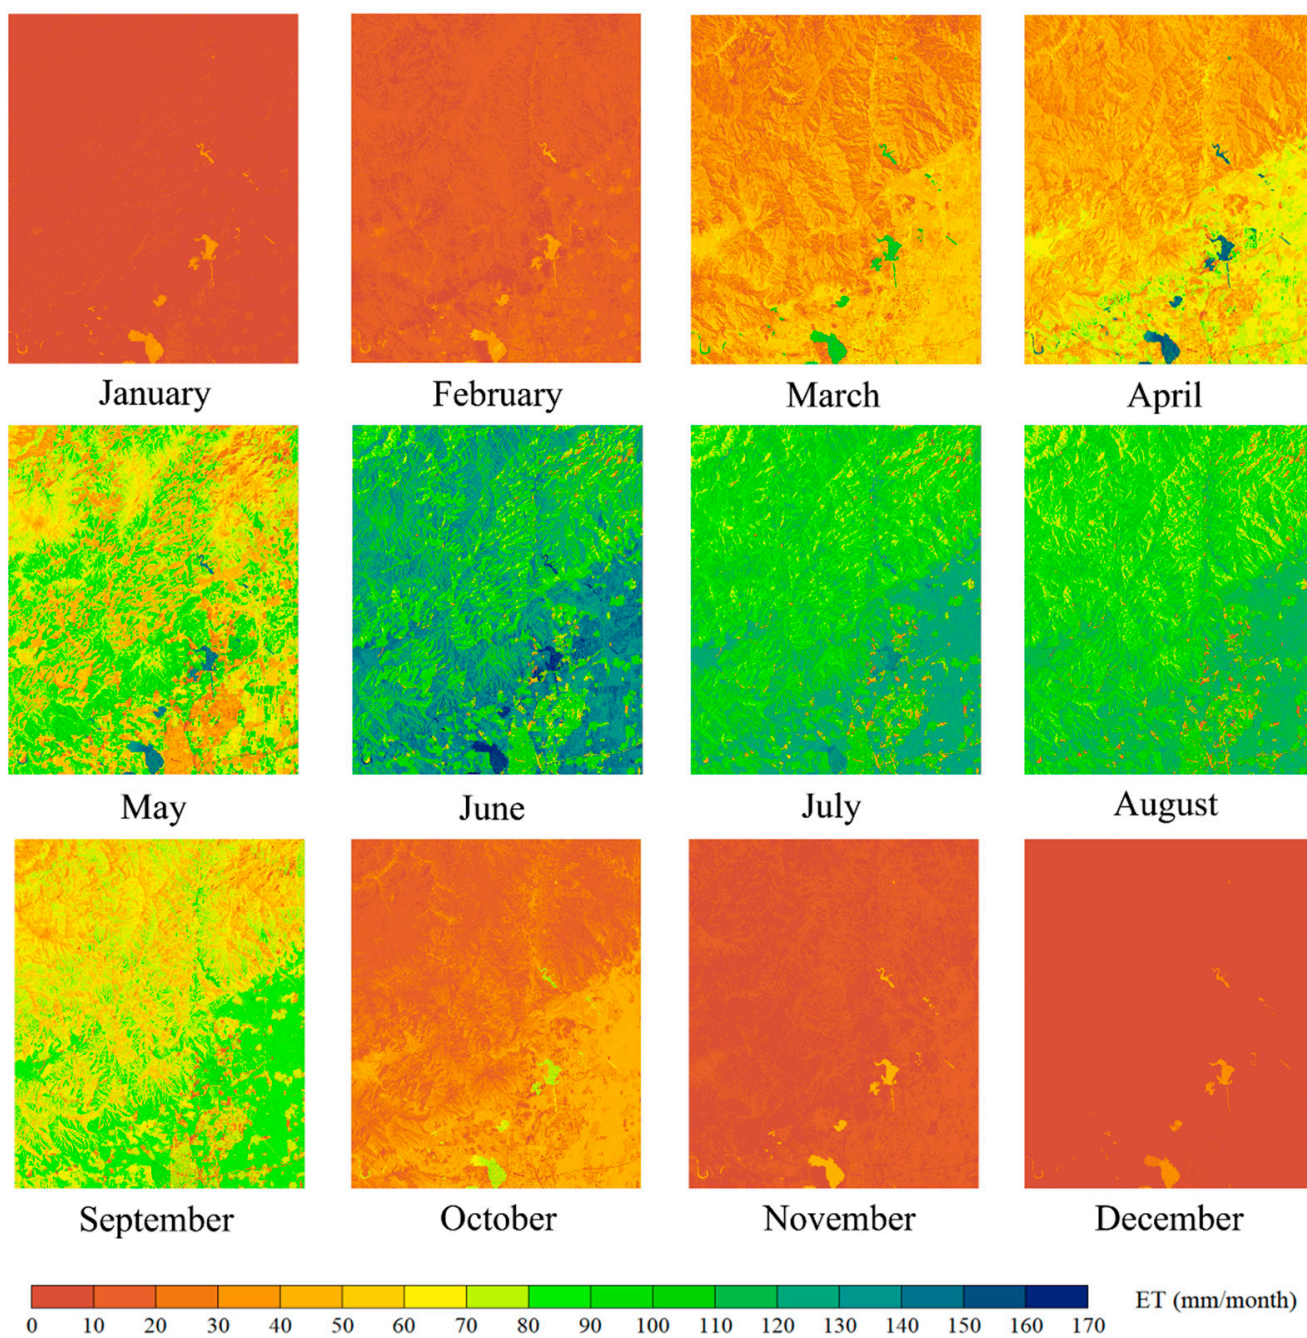 January February March April
May June July August
September October November December
ET (mm/month)
0 10 20 30 40 50 60 70 80 90 100 110 120 130 140 150 160 170